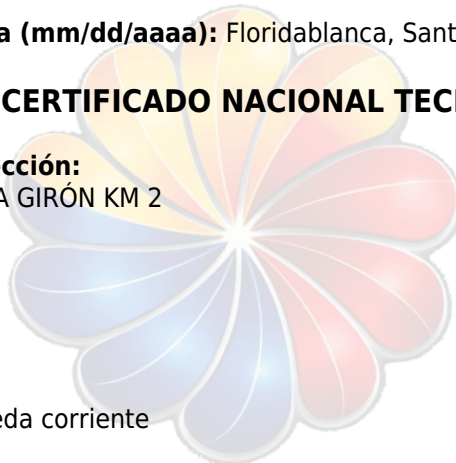 a (mm/dd/aaaa): Floridablanca, Sant
CERTIFICADO NACIONAL TEC
cción:
A GIRÓN KM 2
eda corriente